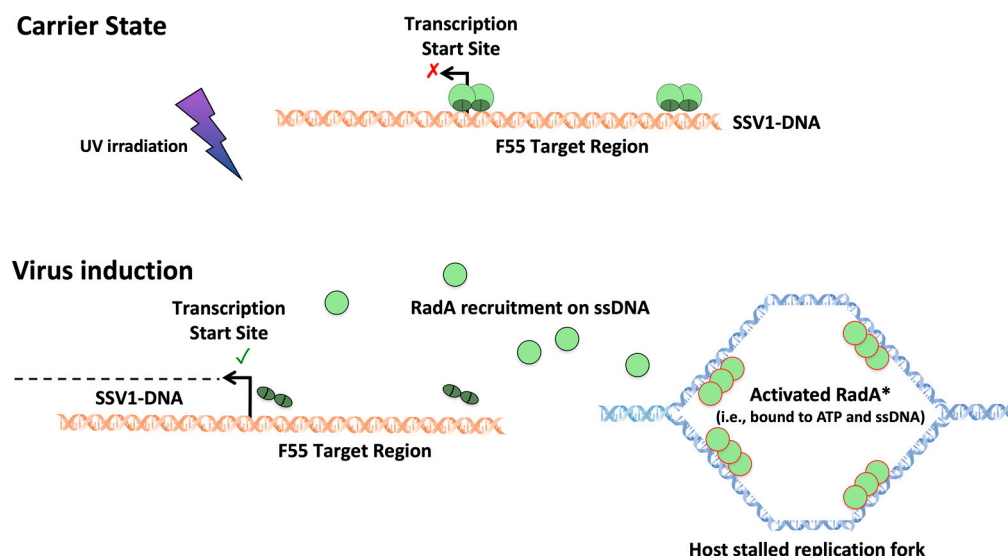 Carrier State
Transcription
Start Site
✗
UV irradiation
SSV1-DNA
F55 Target Region
Virus induction
Transcription
Start Site
✓
RadA recruitment on ssDNA
SSV1-DNA
F55 Target Region
Activated RadA*
(i.e., bound to ATP and ssDNA)
Host stalled replication fork